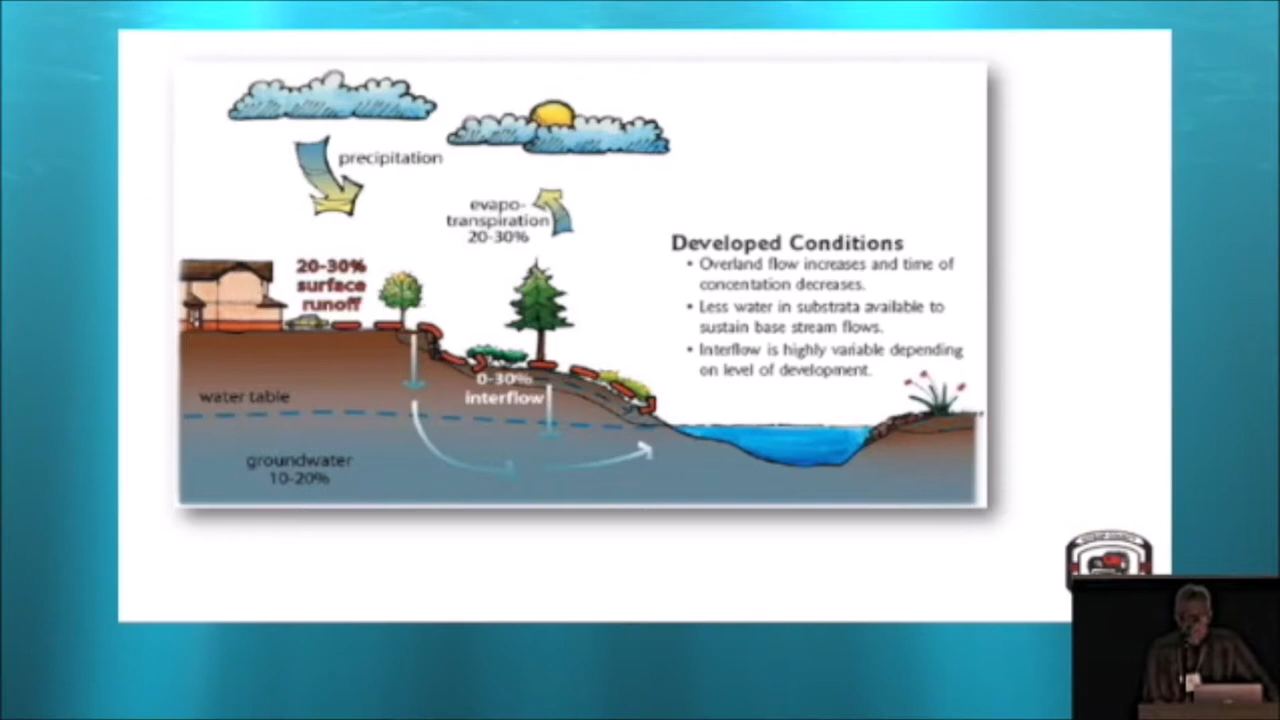 precipitation
evapo-
transpiration
20-30%
20-30%
surface
runoff
Developed Conditions
• Overland flow increases and time of
concentation decreases.
• Less water in substrata available to
sustain base stream flows.
• Interflow is highly variable depending
on level of development.
0-30%
interflow
water table
groundwater
10-20%